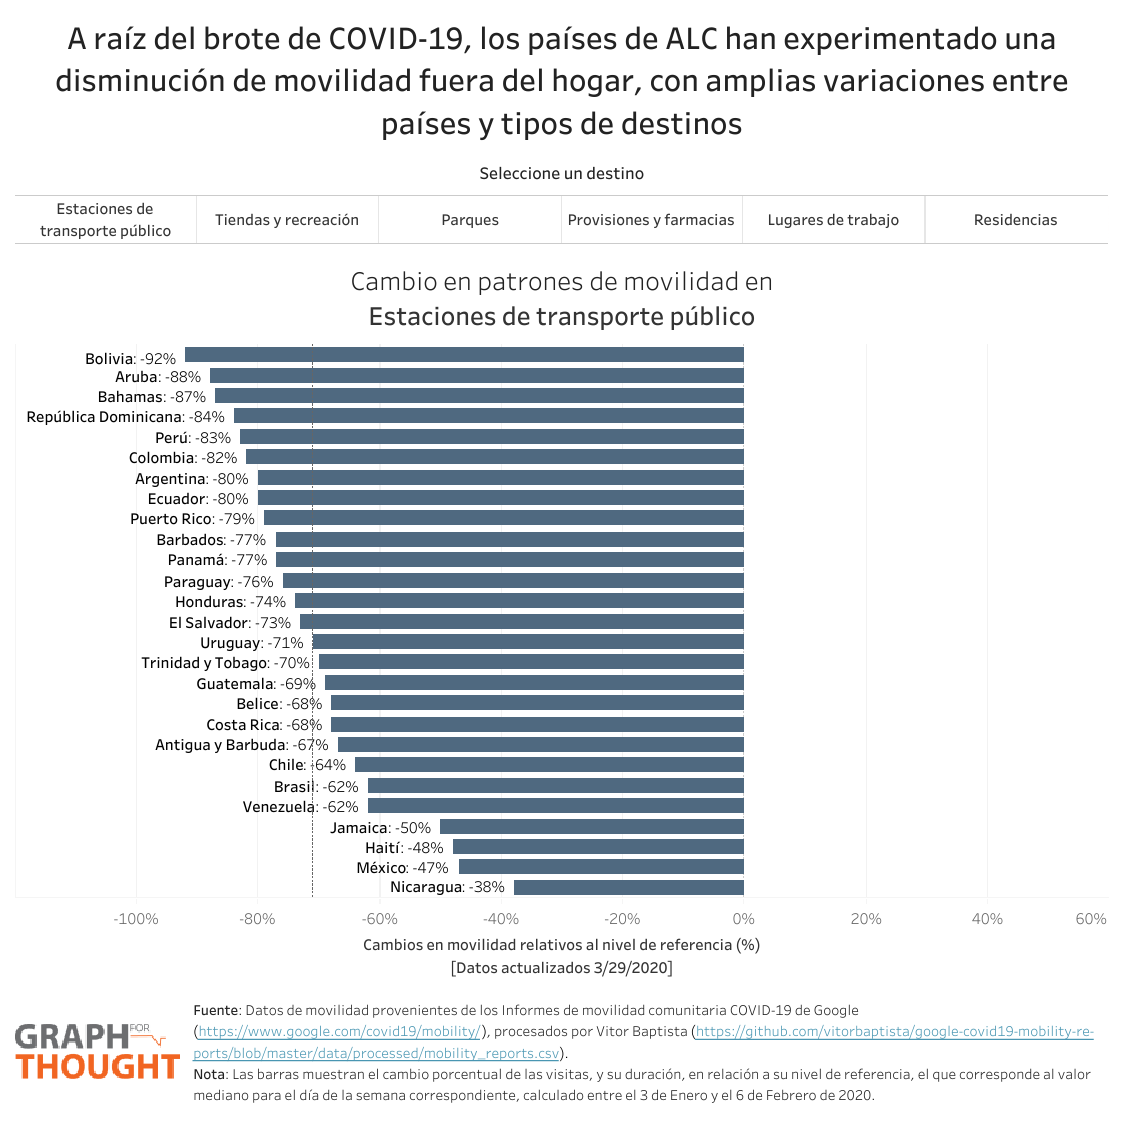 A raíz del brote de COVID-19, los países de ALC han experimentado una
disminución de movilidad fuera del hogar, con amplias variaciones entre
países y tipos de destinos
Seleccione un destino
Estaciones de
transporte público
Tiendas y recreación
Parques
Provisiones y farmacias
Lugares de trabajo
Residencias
Cambio en patrones de movilidad en
Estaciones de transporte público
Bolivia: -92%
Aruba: -88%
Bahamas: -87%
República Dominicana: -84%
Perú: -83%
Colombia: -82%
Argentina: -80%
Ecuador: -80%
Puerto Rico: -79%
Barbados: -77%
Panamá: -77%
Paraguay: -76%
Honduras: -74%
El Salvador: -73%
Uruguay: -71%
Trinidad y Tobago: -70%
Guatemala: -69%
Belice: -68%
Costa Rica: -68%
Antigua y Barbuda: -67%
Chile: -64%
Brasil: -62%
Venezuela: -62%
Jamaica: -50%
Haití: -48%
México: -47%
Nicaragua: -38%
-100% -80% -60% -40% -20% 0% 20% 40% 60%
Cambios en movilidad relativos al nivel de referencia (%)
[Datos actualizados 3/29/2020]
GRAPH FOR
THOUGHT
Fuente: Datos de movilidad provenientes de los Informes de movilidad comunitaria COVID-19 de Google
(https://www.google.com/covid19/mobility/), procesados por Vitor Baptista (https://github.com/vitorbaptista/google-covid19-mobility-re-
ports/blob/master/data/processed/mobility_reports.csv).
Nota: Las barras muestran el cambio porcentual de las visitas, y su duración, en relación a su nivel de referencia, el que corresponde al valor
mediano para el día de la semana correspondiente, calculado entre el 3 de Enero y el 6 de Febrero de 2020.